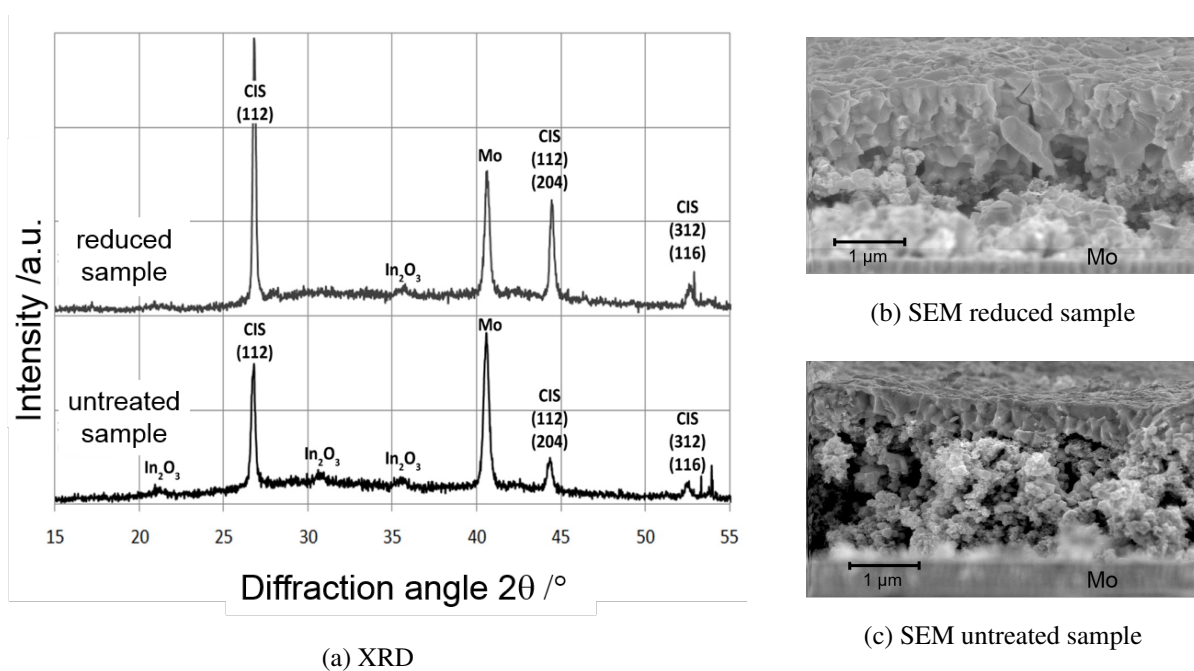 CIS
(112)
Mo
CIS
(112)
(204)
CIS
(312)
(116)
In₂O₃
reduced
sample
CIS
(112)
Mo
CIS
(112)
(204)
CIS
(312)
(116)
In₂O₃
In₂O₃
In₂O₃
untreated
sample
Intensity /a.u.
15 20 25 30 35 40 45 50 55
Diffraction angle 2θ /°
(a) XRD
1 µm
Mo
(b) SEM reduced sample
1 µm
Mo
(c) SEM untreated sample